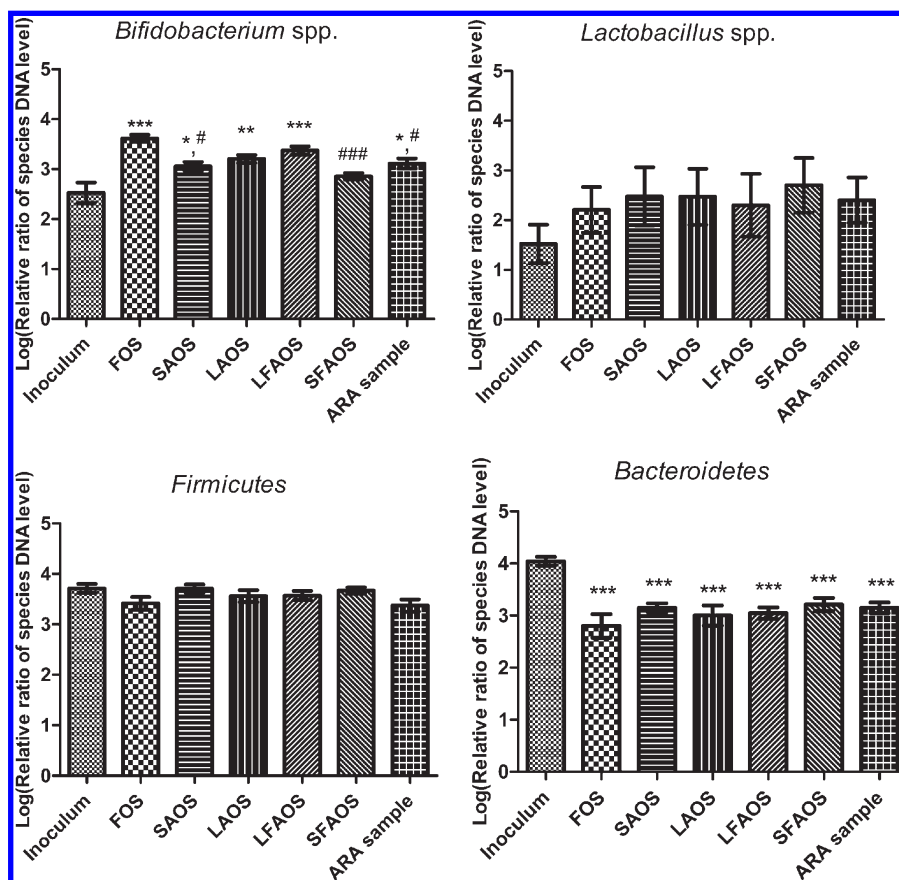 Bifidobacterium spp.
Log(Relative ratio of species DNA level)
5
4
3
2
1
0
***
*,#
**
***
###
*,#
Inoculum
FOS
SAOS
LAOS
LFAOS
SFAOS
ARA sample
Lactobacillus spp.
Log(Relative ratio of species DNA level)
5
4
3
2
1
0
Inoculum
FOS
SAOS
LAOS
LFAOS
SFAOS
ARA sample
Firmicutes
Log(Relative ratio of species DNA level)
5
4
3
2
1
0
Inoculum
FOS
SAOS
LAOS
LFAOS
SFAOS
ARA sample
Bacteroidetes
Log(Relative ratio of species DNA level)
5
4
3
2
1
0
***
***
***
***
***
***
Inoculum
FOS
SAOS
LAOS
LFAOS
SFAOS
ARA sample